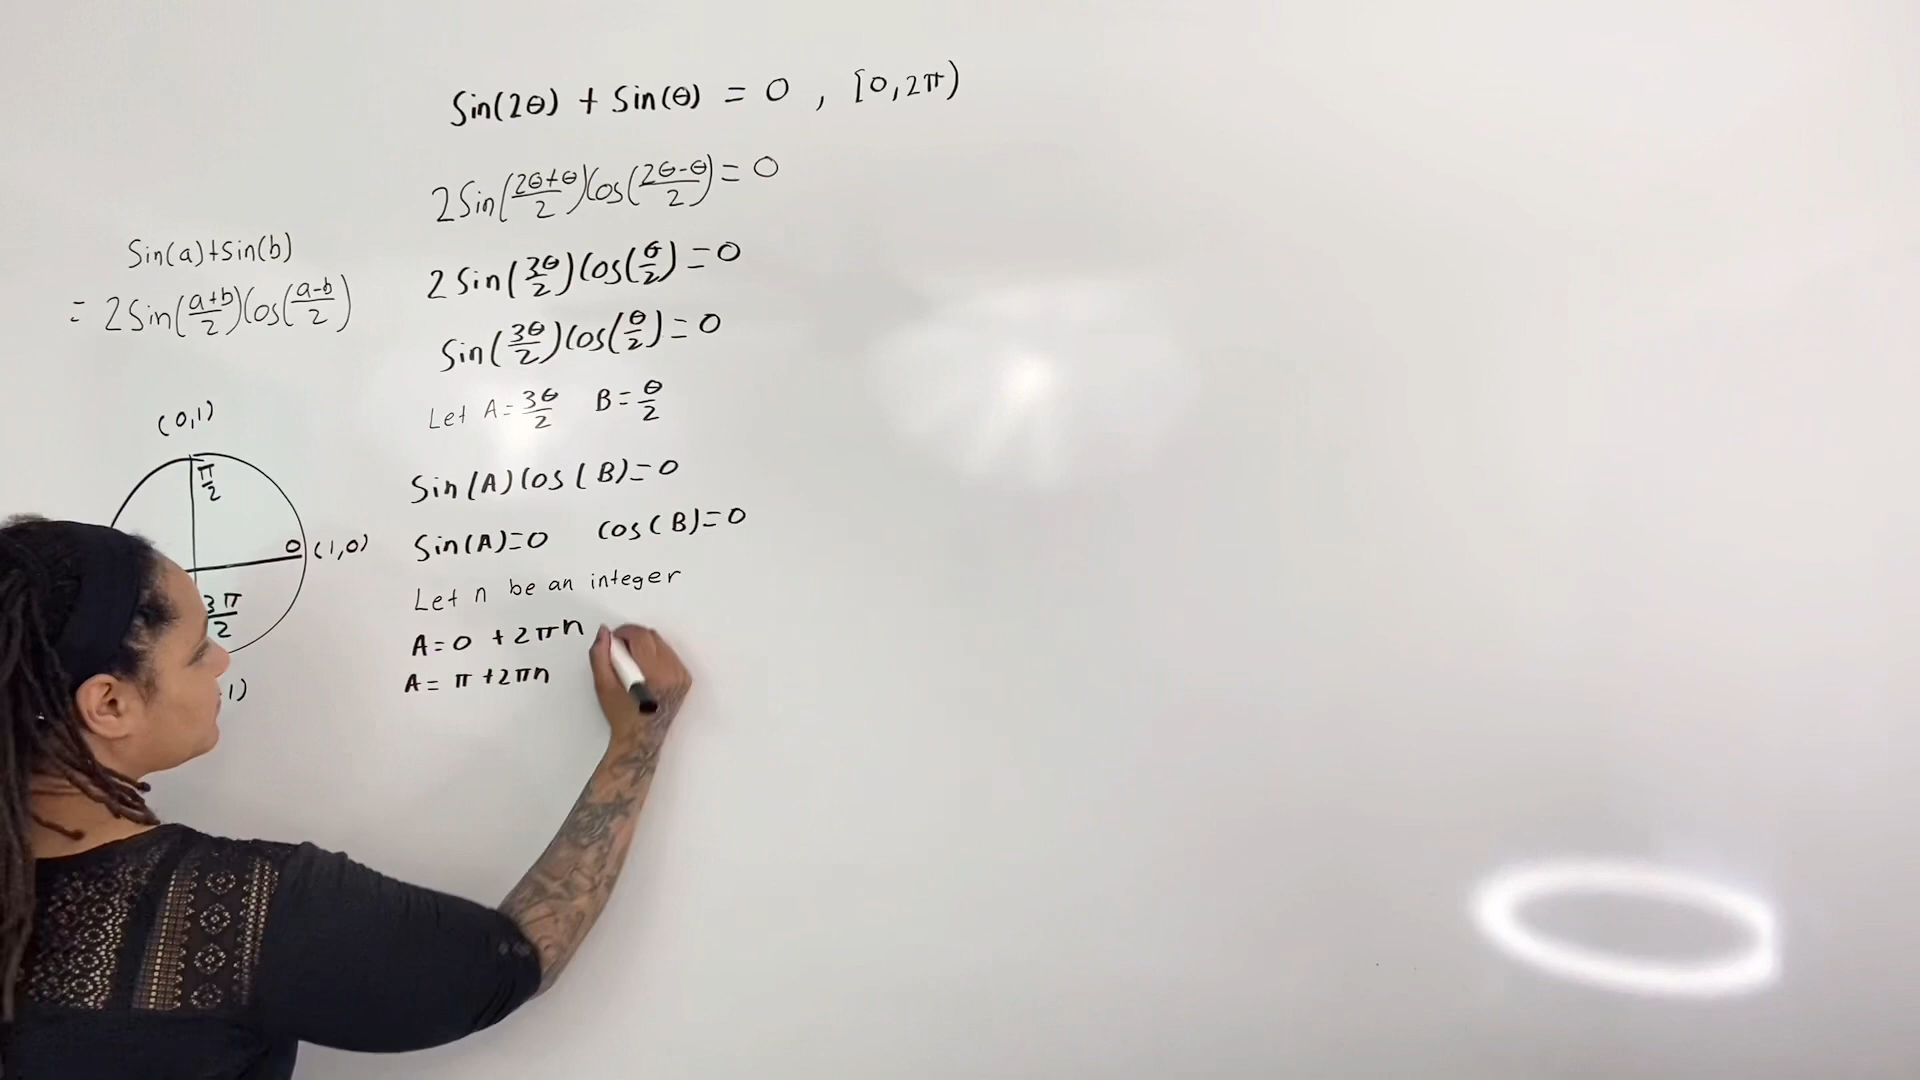 Sin(2θ) + Sin(θ) = 0 , [0,2π)
2Sin((2θ+θ)/2)Cos((2θ-θ)/2) = 0
2 Sin(3θ/2)Cos(θ/2) = 0
Sin(3θ/2)Cos(θ/2) = 0
Let A = 3θ/2 B = θ/2
Sin(A)Cos(B)=0
Sin(A)=0 Cos(B)=0
Let n be an integer
A = 0 + 2πn
A = π + 2πn
Sin(a)+Sin(b)
= 2Sin((a+b)/2)Cos((a-b)/2)
(0,1)
π/2
0 (1,0)
3π/2
1)